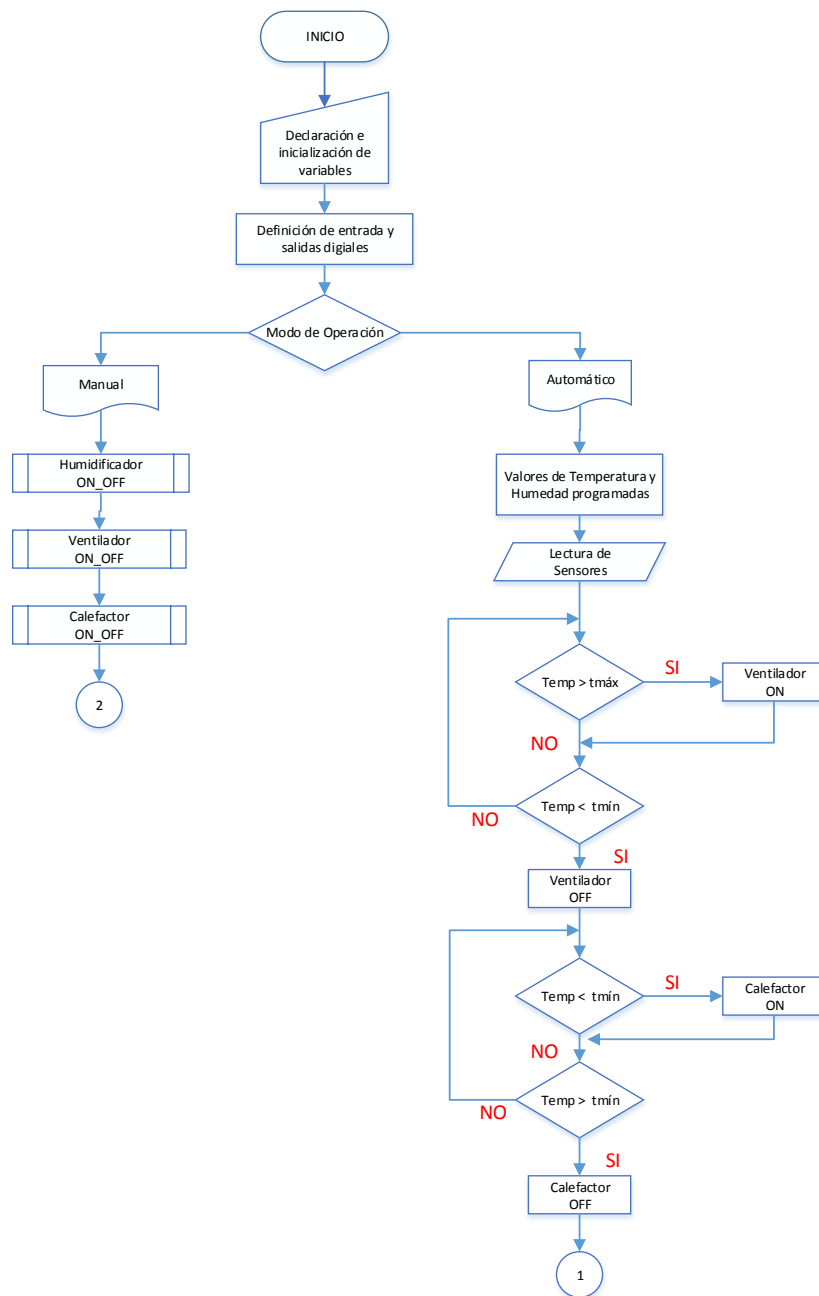 INICIO
Declaración e
inicialización de
variables
Definición de entrada y
salidas digiales
Modo de Operación
Manual
Humidificador
ON_OFF
Ventilador
ON_OFF
Calefactor
ON_OFF
2
Automático
Valores de Temperatura y
Humedad programadas
Lectura de
Sensores
Temp > tmáx
SI
Ventilador
ON
NO
Temp < tmín
NO
SI
Ventilador
OFF
Temp < tmín
SI
Calefactor
ON
NO
Temp > tmín
NO
SI
Calefactor
OFF
1